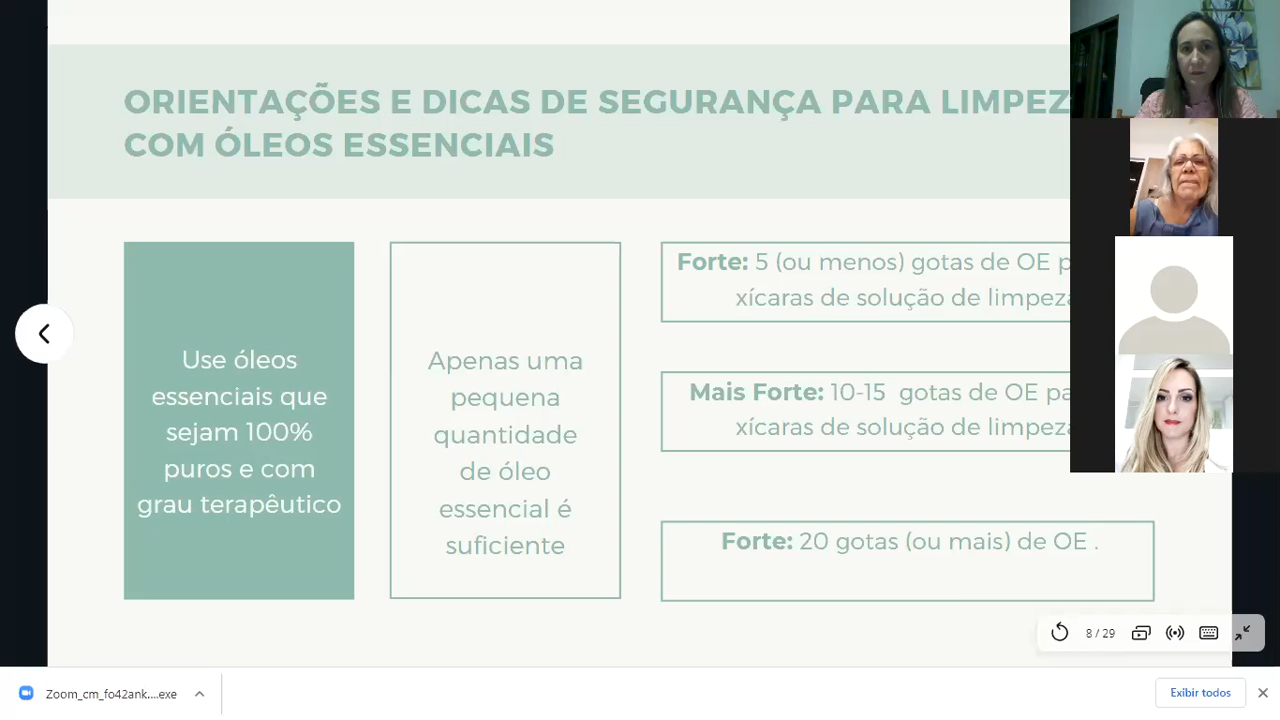 ORIENTAÇÕES E DICAS DE SEGURANÇA PARA LIMPEZ
COM ÓLEOS ESSENCIAIS
Use óleos
essenciais que
sejam 100%
puros e com
grau terapêutico
Apenas uma
pequena
quantidade
de óleo
essencial é
suficiente
Forte: 5 (ou menos) gotas de OE p
xícaras de solução de limpeza
Mais Forte: 10-15 gotas de OE pa
xícaras de solução de limpeza
Forte: 20 gotas (ou mais) de OE .
8 / 29
Zoom_cm_fo42ank....exe
Exibir todos